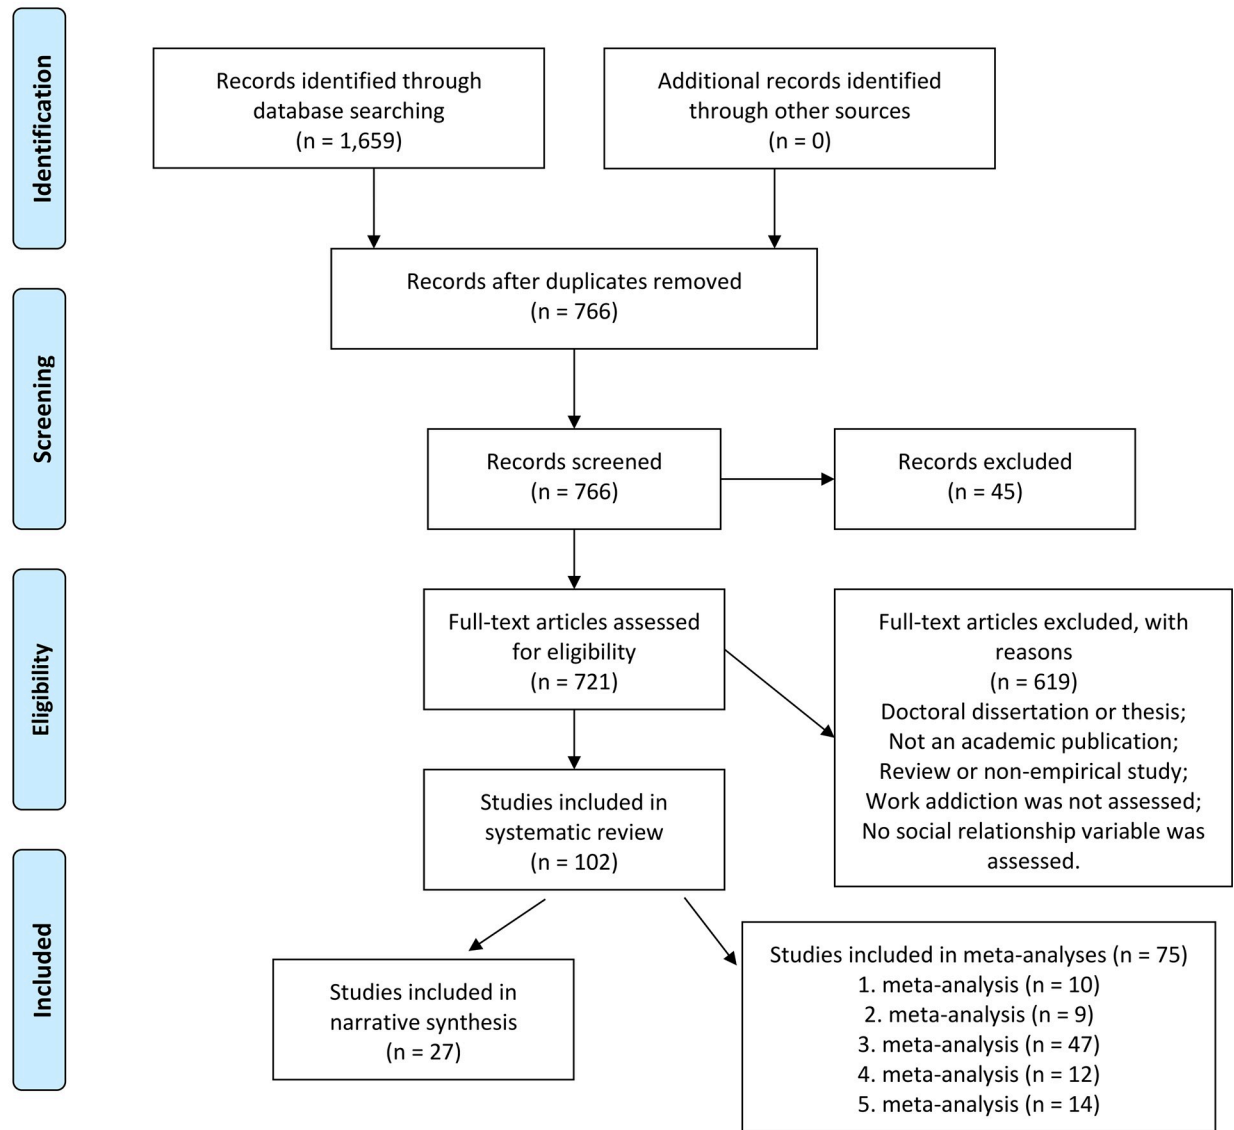 Identification
Records identified through
database searching
(n = 1,659)
Additional records identified
through other sources
(n = 0)
Records after duplicates removed
(n = 766)
Screening
Records screened
(n = 766)
Records excluded
(n = 45)
Eligibility
Full-text articles assessed
for eligibility
(n = 721)
Full-text articles excluded, with
reasons
(n = 619)
Doctoral dissertation or thesis;
Not an academic publication;
Review or non-empirical study;
Work addiction was not assessed;
No social relationship variable was
assessed.
Studies included in
systematic review
(n = 102)
Included
Studies included in
narrative synthesis
(n = 27)
Studies included in meta-analyses (n = 75)
1. meta-analysis (n = 10)
2. meta-analysis (n = 9)
3. meta-analysis (n = 47)
4. meta-analysis (n = 12)
5. meta-analysis (n = 14)